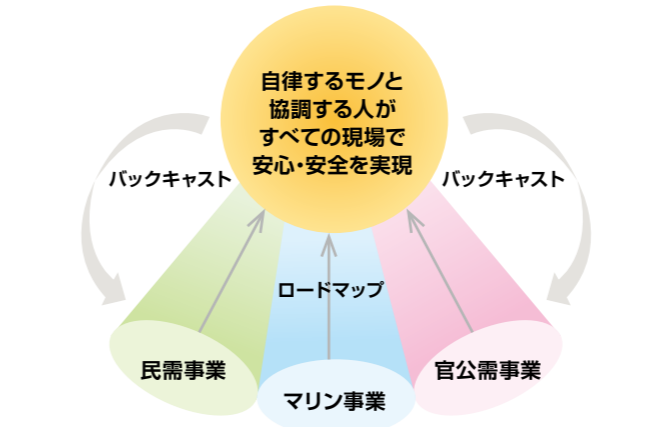 自律するモノと
協調する人が
すべての現場で
安心・安全を実現
バックキャスト
バックキャスト
ロードマップ
民需事業
マリン事業
官公需事業